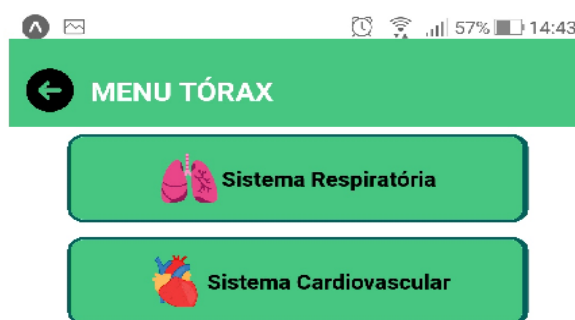 57% 14:43
MENU TÓRAX
Sistema Respiratória
Sistema Cardiovascular